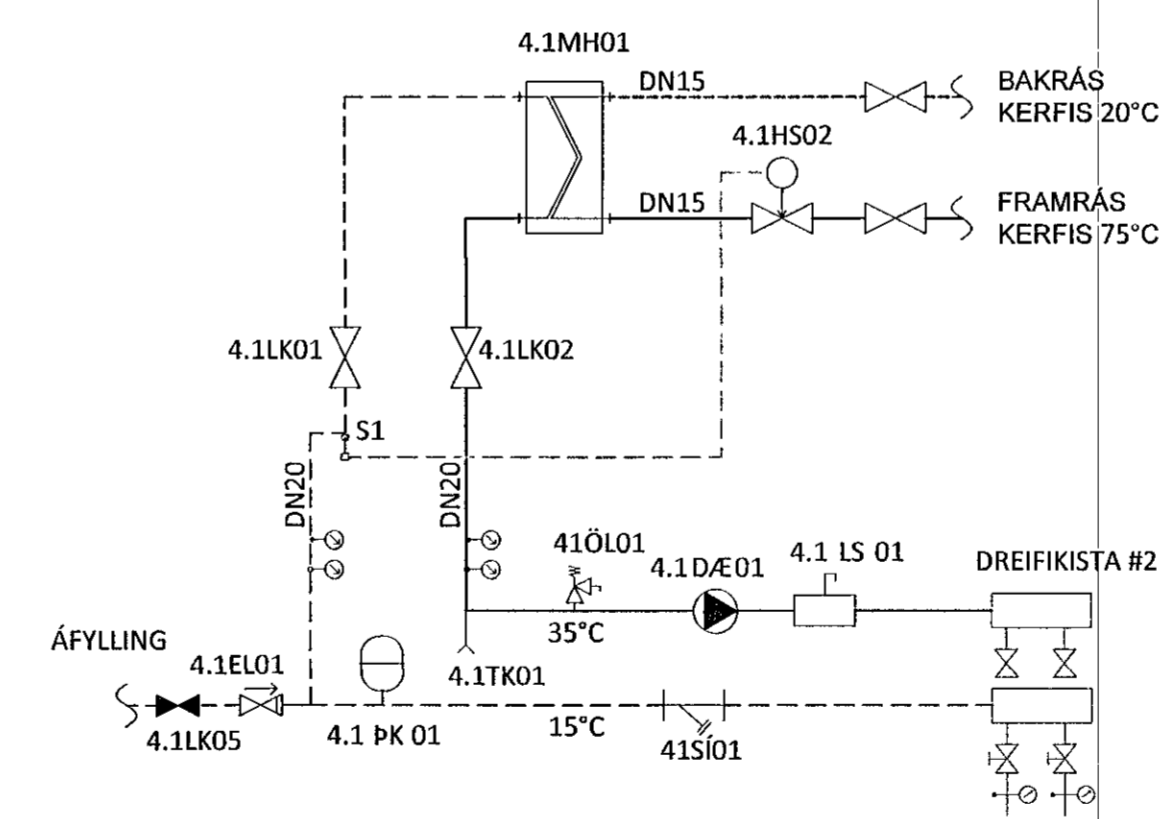 4.1MH01
DN15
BAKRÁS
KERFIS 20°C
4.1HS02
DN15
FRAMRÁS
KERFIS 75°C
4.1LK01
4.1LK02
S1
DN20
DN20
41ÖL01
4.1DÆ01
4.1 LS 01
DREIFIKISTA #2
35°C
ÁFYLLING
4.1EL01
4.1TK01
4.1LK05
4.1 ÞK 01
15°C
41SÍ01